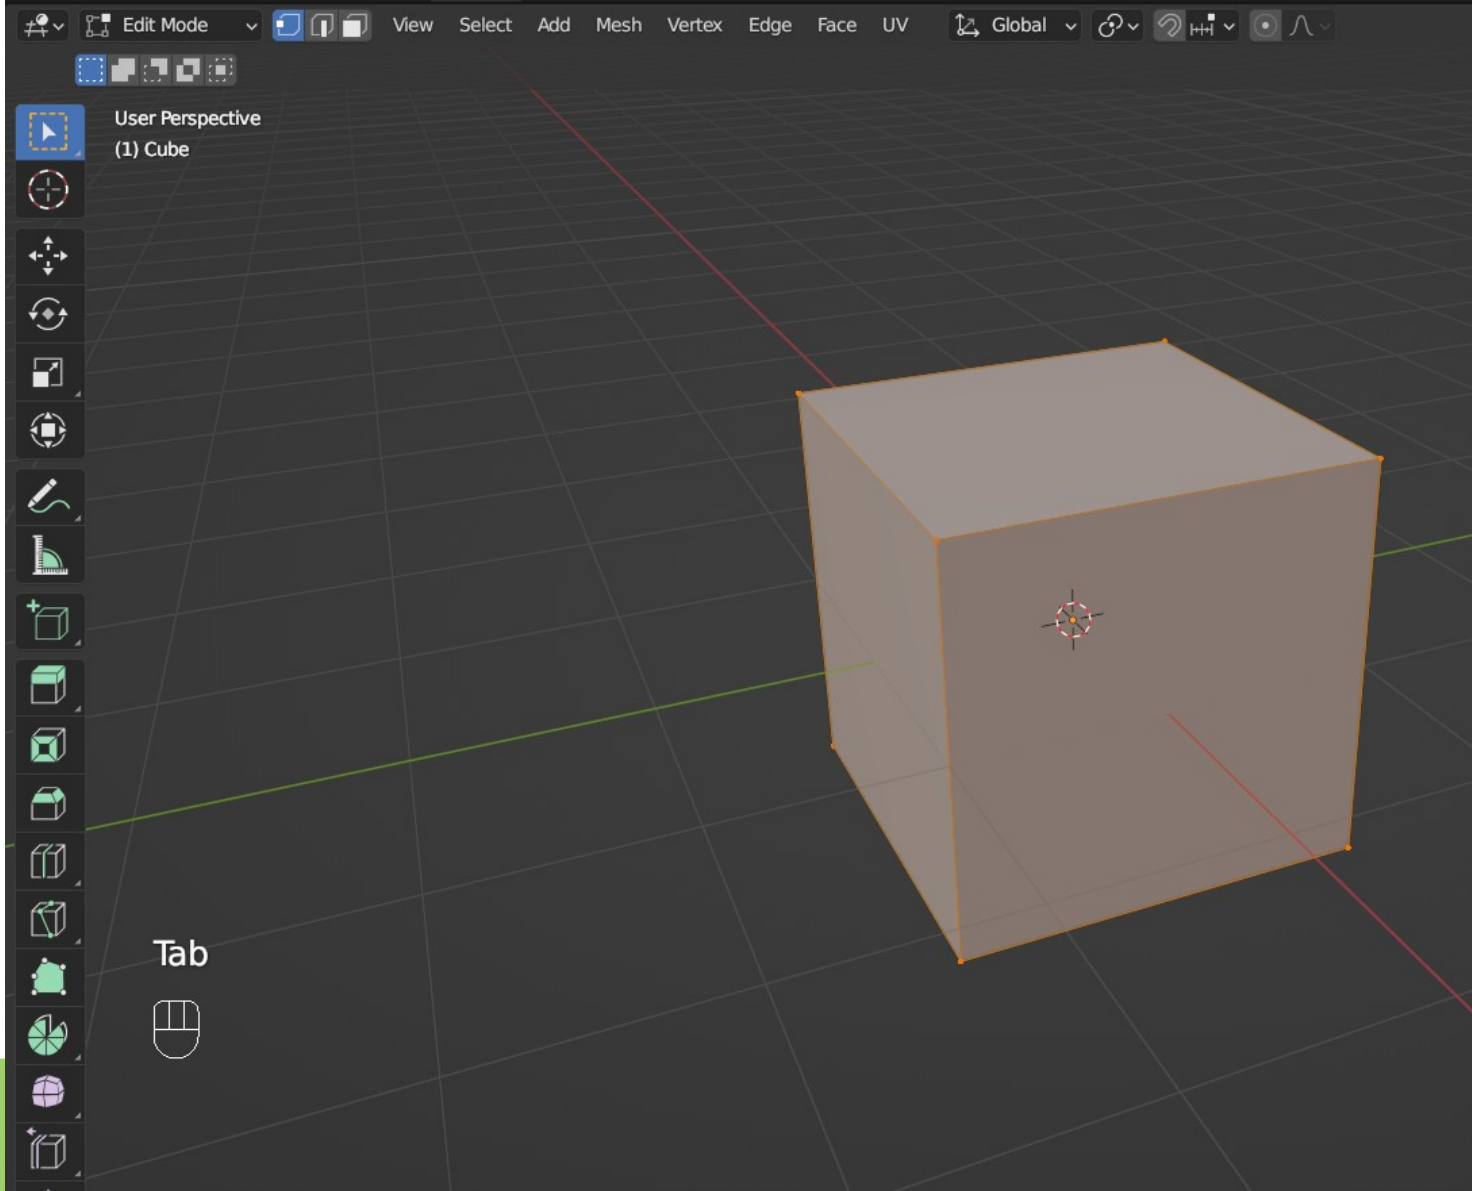 Edit Mode View Select Add Mesh Vertex Edge Face UV Global
User Perspective
(1) Cube
Tab